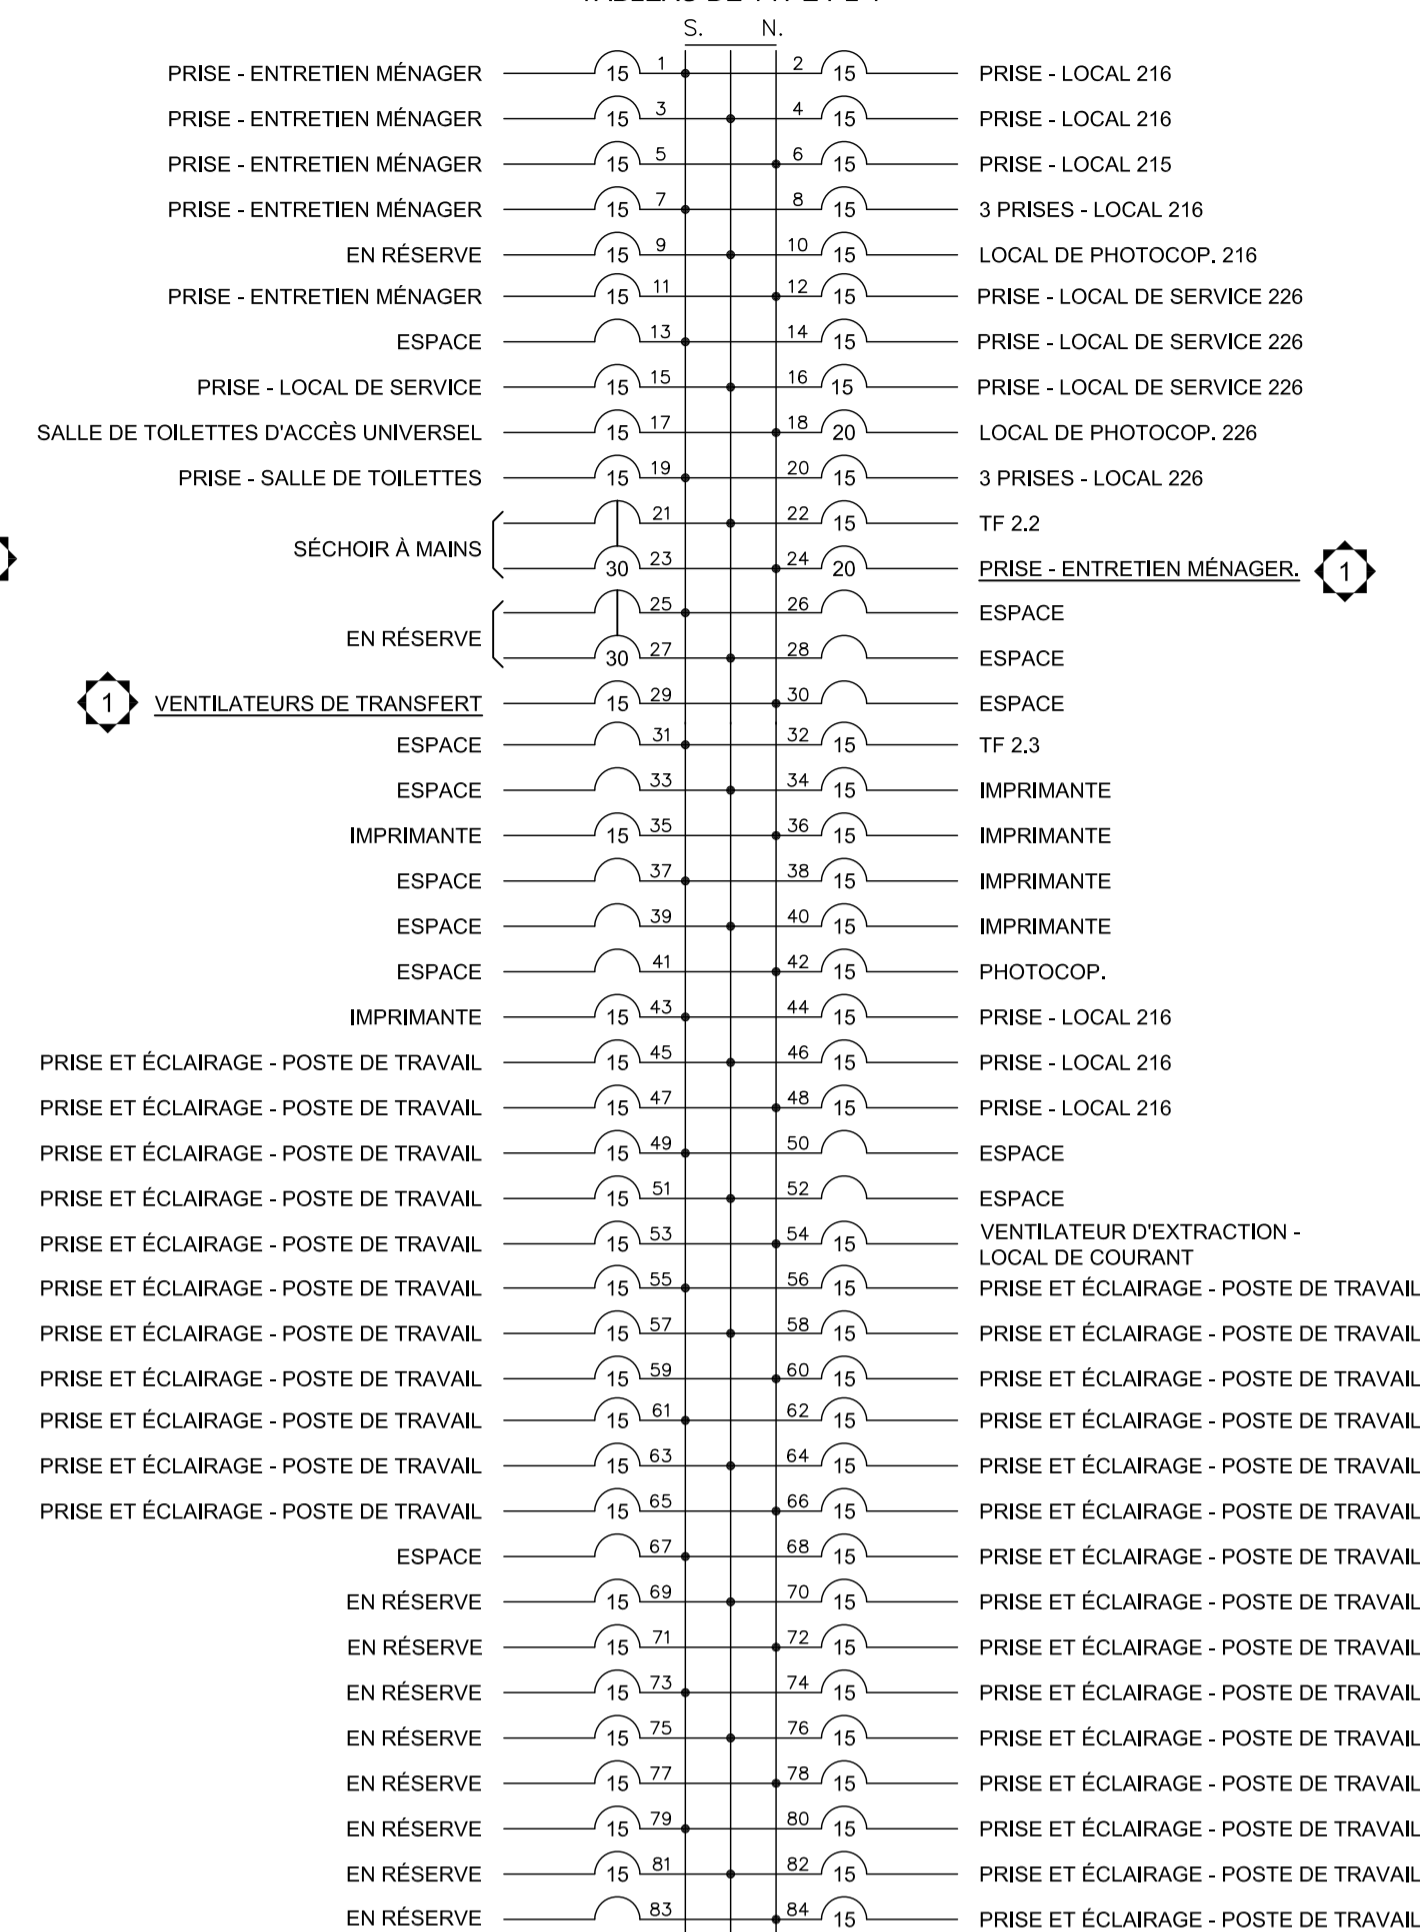 S. N.
PRISE - ENTRETIEN MÉNAGER 15 1 2 15 PRISE - LOCAL 216
PRISE - ENTRETIEN MÉNAGER 15 3 4 15 PRISE - LOCAL 216
PRISE - ENTRETIEN MÉNAGER 15 5 6 15 PRISE - LOCAL 215
PRISE - ENTRETIEN MÉNAGER 15 7 8 15 3 PRISES - LOCAL 216
EN RÉSERVE 15 9 10 15 LOCAL DE PHOTOCOP. 216
PRISE - ENTRETIEN MÉNAGER 15 11 12 15 PRISE - LOCAL DE SERVICE 226
ESPACE 13 14 15 PRISE - LOCAL DE SERVICE 226
PRISE - LOCAL DE SERVICE 15 15 16 15 PRISE - LOCAL DE SERVICE 226
SALLE DE TOILETTES D'ACCÈS UNIVERSEL 15 17 18 20 LOCAL DE PHOTOCOP. 226
PRISE - SALLE DE TOILETTES 15 19 20 15 3 PRISES - LOCAL 226
21 22 15 TF 2.2
SÉCHOIR À MAINS
30 23 24 20 PRISE - ENTRETIEN MÉNAGER. 1
25 26 ESPACE
EN RÉSERVE
30 27 28 ESPACE
1 VENTILATEURS DE TRANSFERT 15 29 30 ESPACE
ESPACE 31 32 15 TF 2.3
ESPACE 33 34 15 IMPRIMANTE
IMPRIMANTE 15 35 36 15 IMPRIMANTE
ESPACE 37 38 15 IMPRIMANTE
ESPACE 39 40 15 IMPRIMANTE
ESPACE 41 42 15 PHOTOCOP.
IMPRIMANTE 15 43 44 15 PRISE - LOCAL 216
PRISE ET ÉCLAIRAGE - POSTE DE TRAVAIL 15 45 46 15 PRISE - LOCAL 216
PRISE ET ÉCLAIRAGE - POSTE DE TRAVAIL 15 47 48 15 PRISE - LOCAL 216
PRISE ET ÉCLAIRAGE - POSTE DE TRAVAIL 15 49 50 ESPACE
PRISE ET ÉCLAIRAGE - POSTE DE TRAVAIL 15 51 52 ESPACE
PRISE ET ÉCLAIRAGE - POSTE DE TRAVAIL 15 53 54 15 VENTILATEUR D'EXTRACTION -
LOCAL DE COURANT
PRISE ET ÉCLAIRAGE - POSTE DE TRAVAIL 15 55 56 15 PRISE ET ÉCLAIRAGE - POSTE DE TRAVAIL
PRISE ET ÉCLAIRAGE - POSTE DE TRAVAIL 15 57 58 15 PRISE ET ÉCLAIRAGE - POSTE DE TRAVAIL
PRISE ET ÉCLAIRAGE - POSTE DE TRAVAIL 15 59 60 15 PRISE ET ÉCLAIRAGE - POSTE DE TRAVAIL
PRISE ET ÉCLAIRAGE - POSTE DE TRAVAIL 15 61 62 15 PRISE ET ÉCLAIRAGE - POSTE DE TRAVAIL
PRISE ET ÉCLAIRAGE - POSTE DE TRAVAIL 15 63 64 15 PRISE ET ÉCLAIRAGE - POSTE DE TRAVAIL
PRISE ET ÉCLAIRAGE - POSTE DE TRAVAIL 15 65 66 15 PRISE ET ÉCLAIRAGE - POSTE DE TRAVAIL
ESPACE 67 68 15 PRISE ET ÉCLAIRAGE - POSTE DE TRAVAIL
EN RÉSERVE 15 69 70 15 PRISE ET ÉCLAIRAGE - POSTE DE TRAVAIL
EN RÉSERVE 15 71 72 15 PRISE ET ÉCLAIRAGE - POSTE DE TRAVAIL
EN RÉSERVE 15 73 74 15 PRISE ET ÉCLAIRAGE - POSTE DE TRAVAIL
EN RÉSERVE 15 75 76 15 PRISE ET ÉCLAIRAGE - POSTE DE TRAVAIL
EN RÉSERVE 15 77 78 15 PRISE ET ÉCLAIRAGE - POSTE DE TRAVAIL
EN RÉSERVE 15 79 80 15 PRISE ET ÉCLAIRAGE - POSTE DE TRAVAIL
EN RÉSERVE 15 81 82 15 PRISE ET ÉCLAIRAGE - POSTE DE TRAVAIL
EN RÉSERVE 83 84 15 PRISE ET ÉCLAIRAGE - POSTE DE TRAVAIL